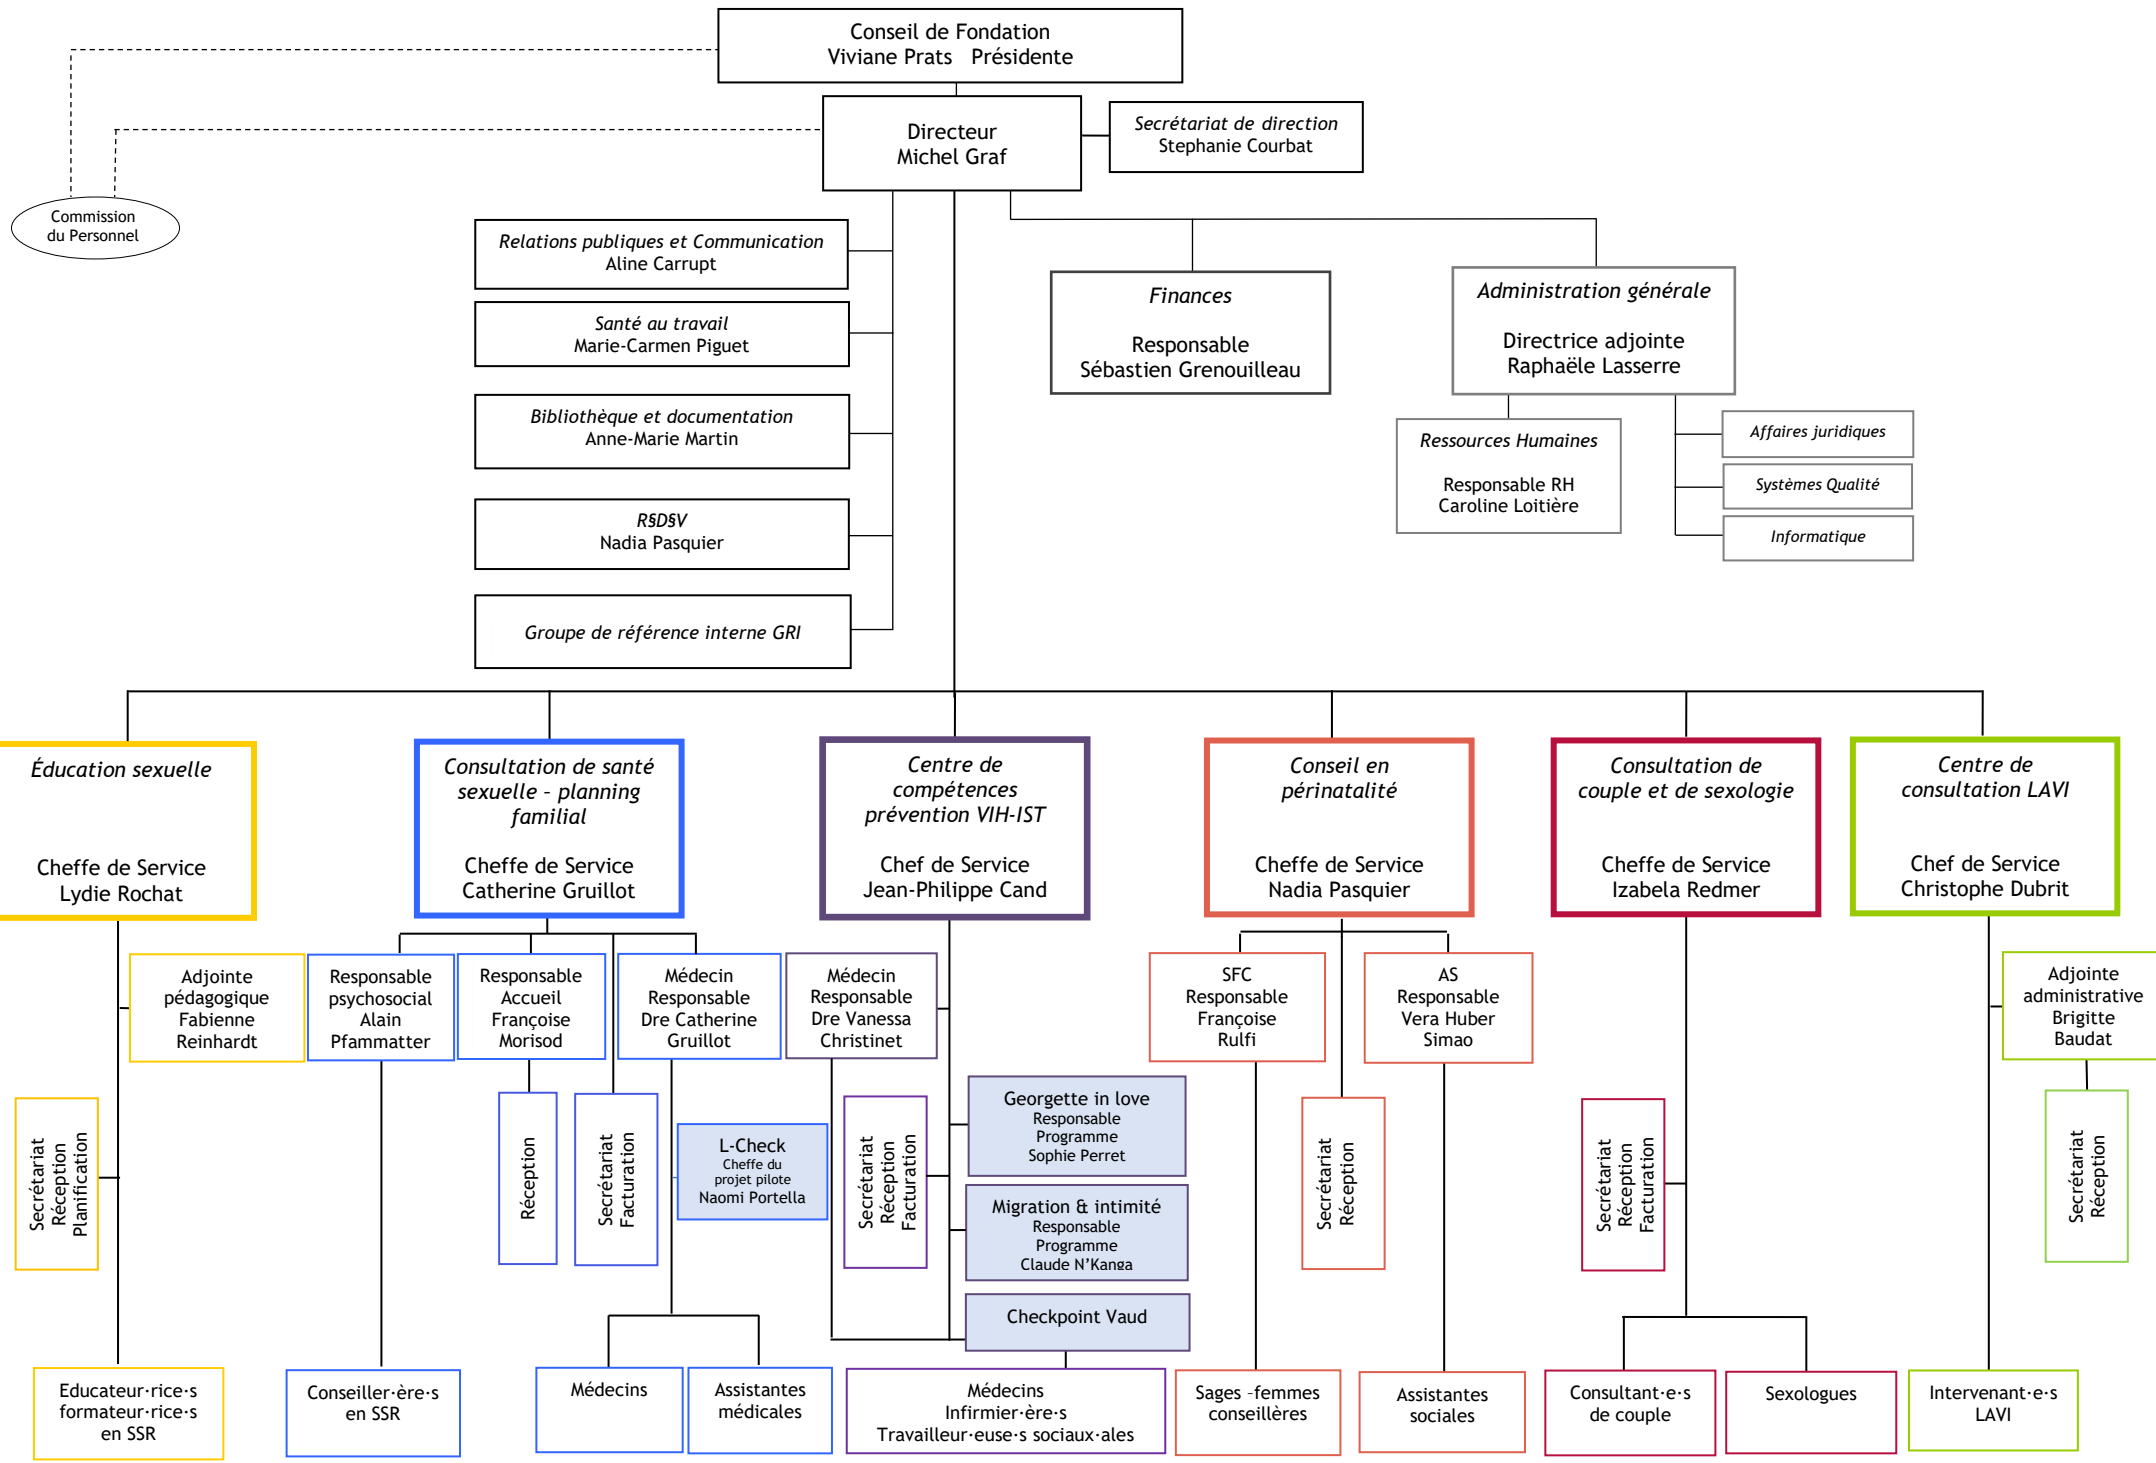 Conseil de Fondation
Viviane Prats   Présidente
Directeur
Michel Graf
Secrétariat de direction
Stephanie Courbat
Commission
du Personnel
Relations publiques et Communication
Aline Carrupt
Santé au travail
Marie-Carmen Piguet
Bibliothèque et documentation
Anne-Marie Martin
R§D§V
Nadia Pasquier
Groupe de référence interne GRI
Finances
Responsable
Sébastien Grenouilleau
Administration générale
Directrice adjointe
Raphaële Lasserre
Ressources Humaines
Responsable RH
Caroline Loitière
Affaires juridiques
Systèmes Qualité
Informatique
Éducation sexuelle
Cheffe de Service
Lydie Rochat
Consultation de santé
sexuelle – planning
familial
Cheffe de Service
Catherine Gruillot
Centre de
compétences
prévention VIH-IST
Chef de Service
Jean-Philippe Cand
Conseil en
périnatalité
Cheffe de Service
Nadia Pasquier
Consultation de
couple et de sexologie
Cheffe de Service
Izabela Redmer
Centre de
consultation LAVI
Chef de Service
Christophe Dubrit
Adjointe
pédagogique
Fabienne
Reinhardt
Responsable
psychosocial
Alain
Pfammatter
Responsable
Accueil
Françoise
Morisod
Médecin
Responsable
Dre Catherine
Gruillot
Médecin
Responsable
Dre Vanessa
Christinet
SFC
Responsable
Françoise
Rulfi
AS
Responsable
Vera Huber
Simao
Adjointe
administrative
Brigitte
Baudat
Secrétariat
Réception
Planification
Réception
Secrétariat
Facturation
L-Check
Cheffe du
projet pilote
Naomi Portella
Secrétariat
Réception
Facturation
Georgette in love
Responsable
Programme
Sophie Perret
Migration & intimité
Responsable
Programme
Claude N'Kanga
Checkpoint Vaud
Secrétariat
Réception
Secrétariat
Réception
Facturation
Secrétariat
Réception
Educateur·rice·s
formateur·rice·s
en SSR
Conseiller·ère·s
en SSR
Médecins
Assistantes
médicales
Médecins
Infirmier·ère·s
Travailleur·euse·s sociaux·ales
Sages –femmes
conseillères
Assistantes
sociales
Consultant·e·s
de couple
Sexologues
Intervenant·e·s
LAVI